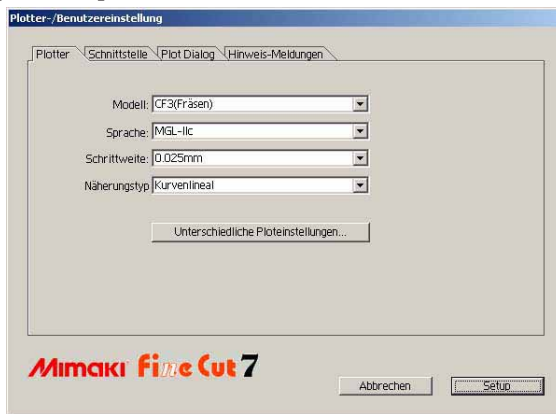 Plotter-/Benutzereinstellung
Plotter Schnittstelle Plot Dialog Hinweis-Meldungen
Modell: CF3(Fräsen)
Sprache: MGL-IIc
Schrittweite: 0.025mm
Näherungstyp Kurvenlineal
Unterschiedliche Ploteinstellungen...
Mimaki Fine Cut 7
Abbrechen Setup